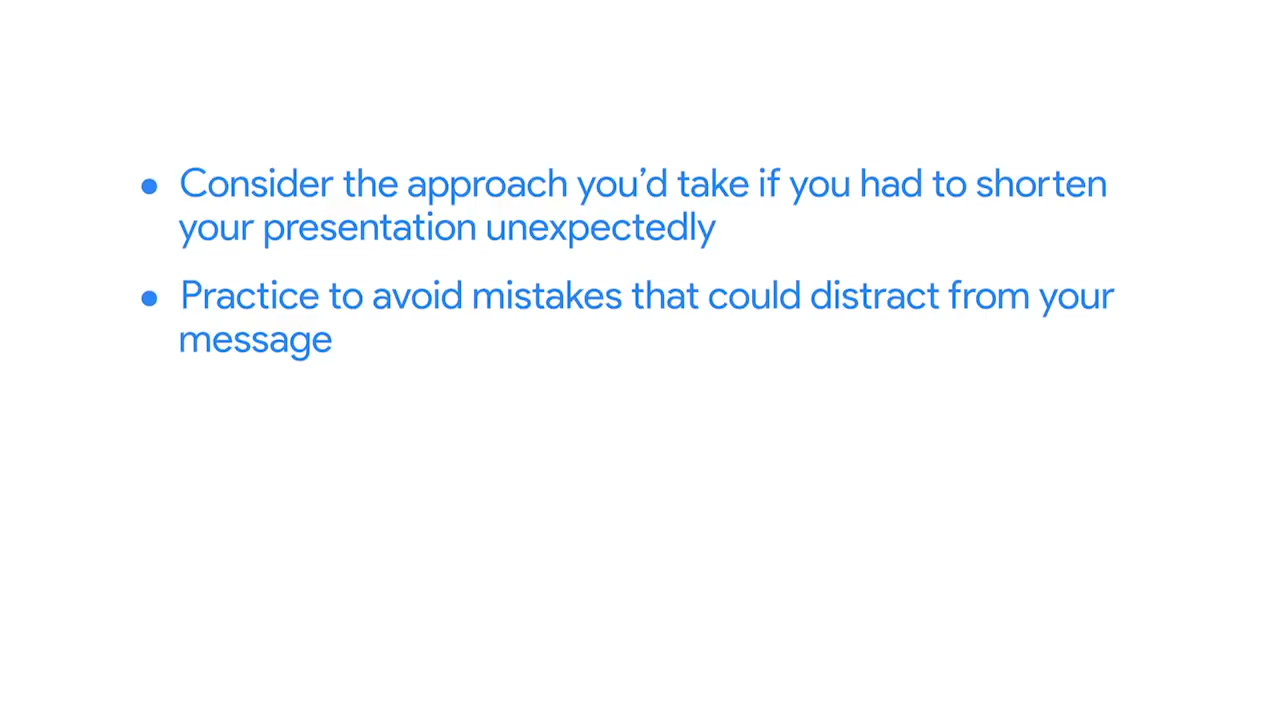 • Consider the approach you’d take if you had to shorten
your presentation unexpectedly
• Practice to avoid mistakes that could distract from your
message